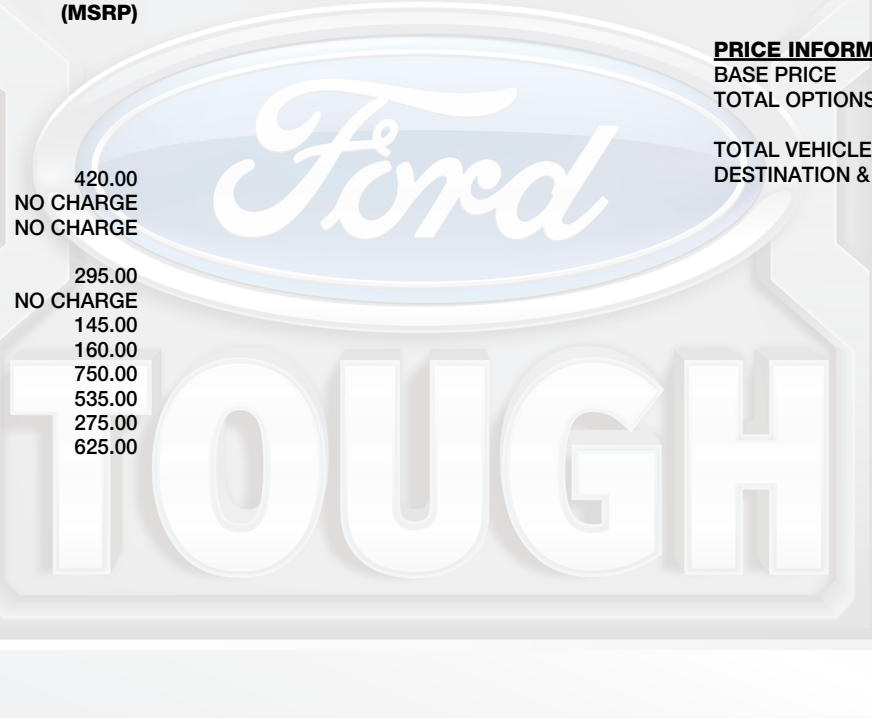 (MSRP)
PRICE INFORM
BASE PRICE
TOTAL OPTIONS
TOTAL VEHICLE
DESTINATION &
420.00
NO CHARGE
NO CHARGE
295.00
NO CHARGE
145.00
160.00
750.00
535.00
275.00
625.00
Ford
TOUGH